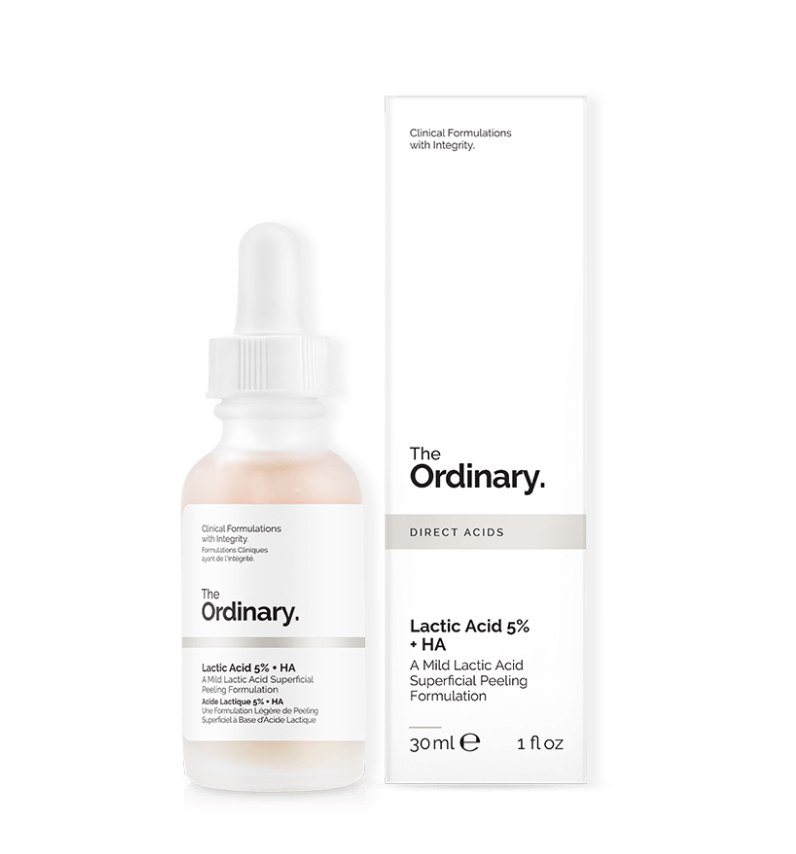 Clinical Formulations
with Integrity.
Formulations Cliniques
ayant de l'intégrité.
The
Ordinary.
Lactic Acid 5% + HA
A Mild Lactic Acid Superficial
Peeling Formulation
Acide Lactique 5% + HA
Une Formulation Légère de Peeling
Superficiel à Base d'Acide Lactique
Clinical Formulations
with Integrity.
The
Ordinary.
DIRECT ACIDS
Lactic Acid 5%
+ HA
A Mild Lactic Acid
Superficial Peeling
Formulation
30ml ℮ 1 fl oz